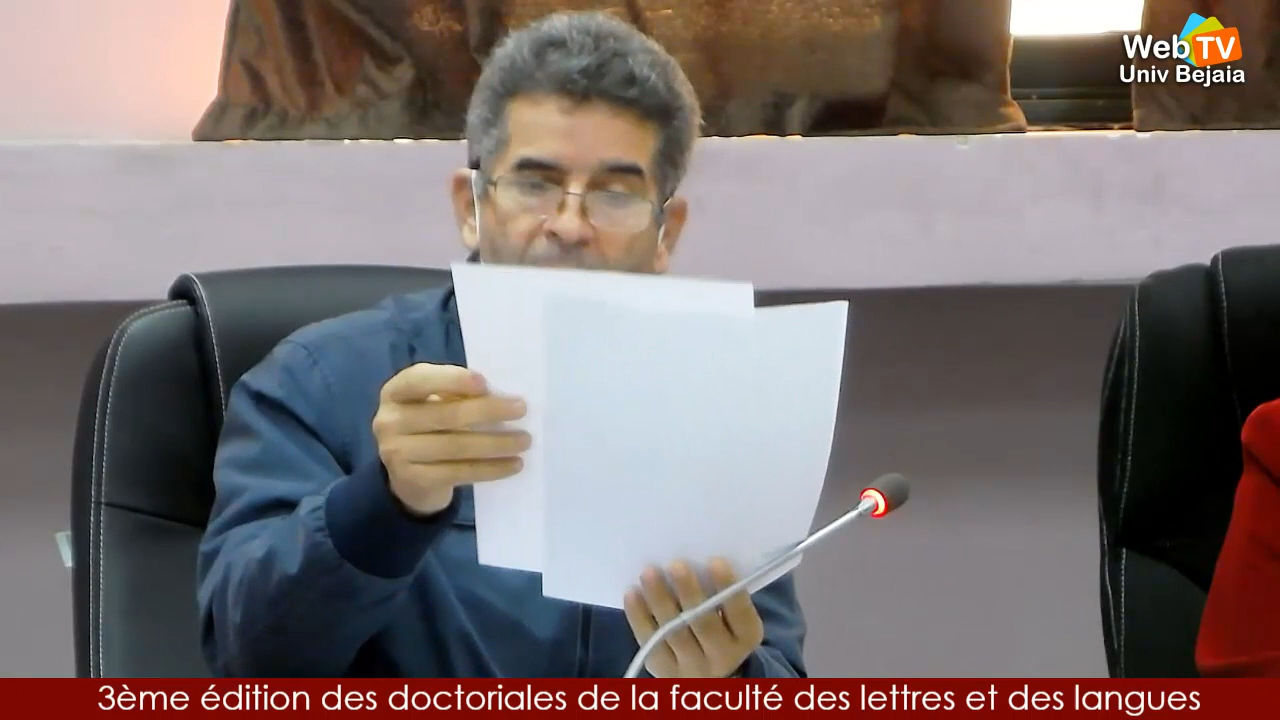 Web TV
Univ Bejaia
3ème édition des doctoriales de la faculté des lettres et des langues